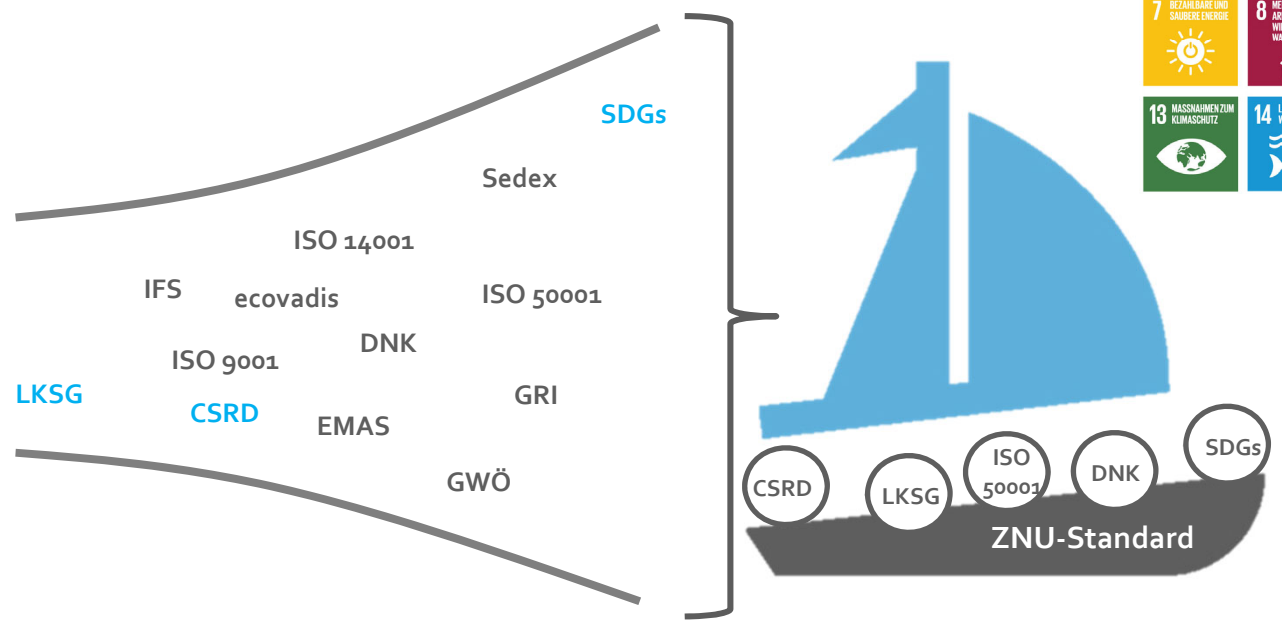 SDGs
Sedex
ISO 14001
IFS
ecovadis
ISO 50001
DNK
ISO 9001
LKSG
CSRD
GRI
EMAS
GWÖ
7 BEZAHLBARE UND
SAUBERE ENERGIE
8
13 MASSNAHMEN ZUM
KLIMASCHUTZ
14
CSRD
LKSG
ISO
50001
DNK
SDGs
ZNU-Standard